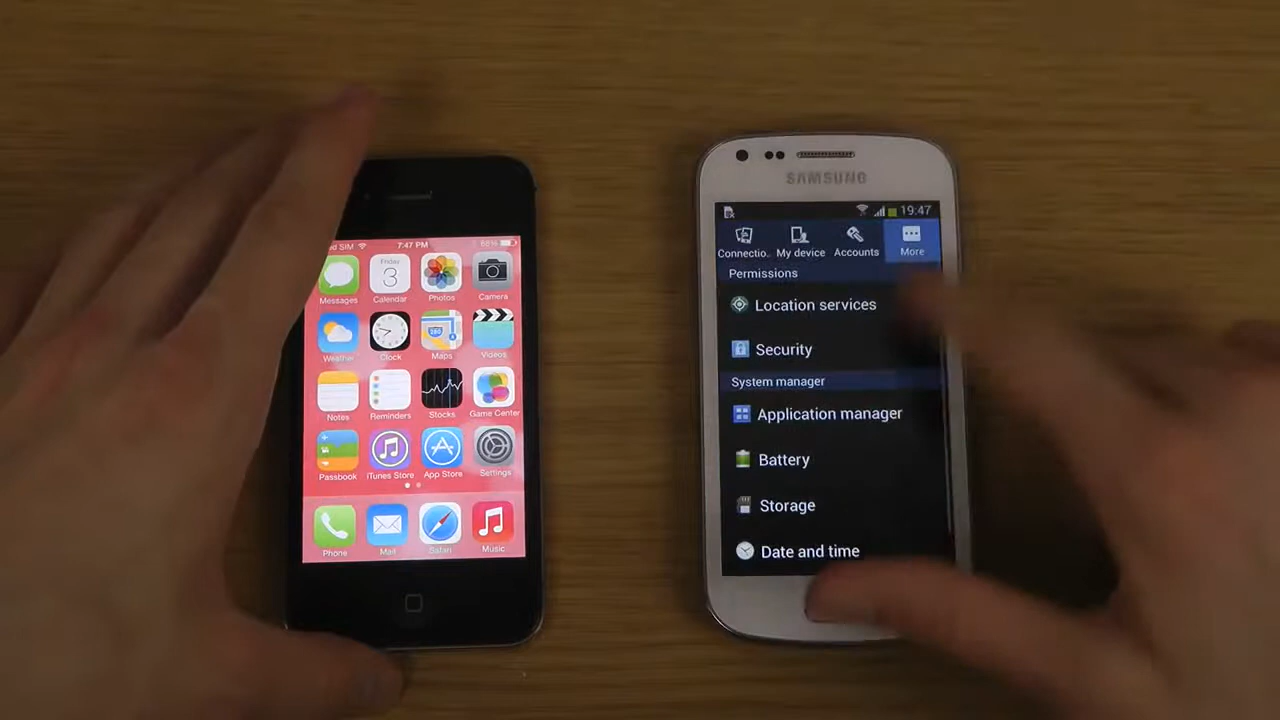 7:47 PM 68%
Friday
3
Messages Calendar Photos Camera
280
Weather Clock Maps Videos
Notes Reminders Stocks Game Center
Passbook iTunes Store App Store Settings
Phone Mail Safari Music
SAMSUNG
19:47
Connectio.. My device Accounts More
Permissions
Location services
Security
System manager
Application manager
Battery
Storage
Date and time